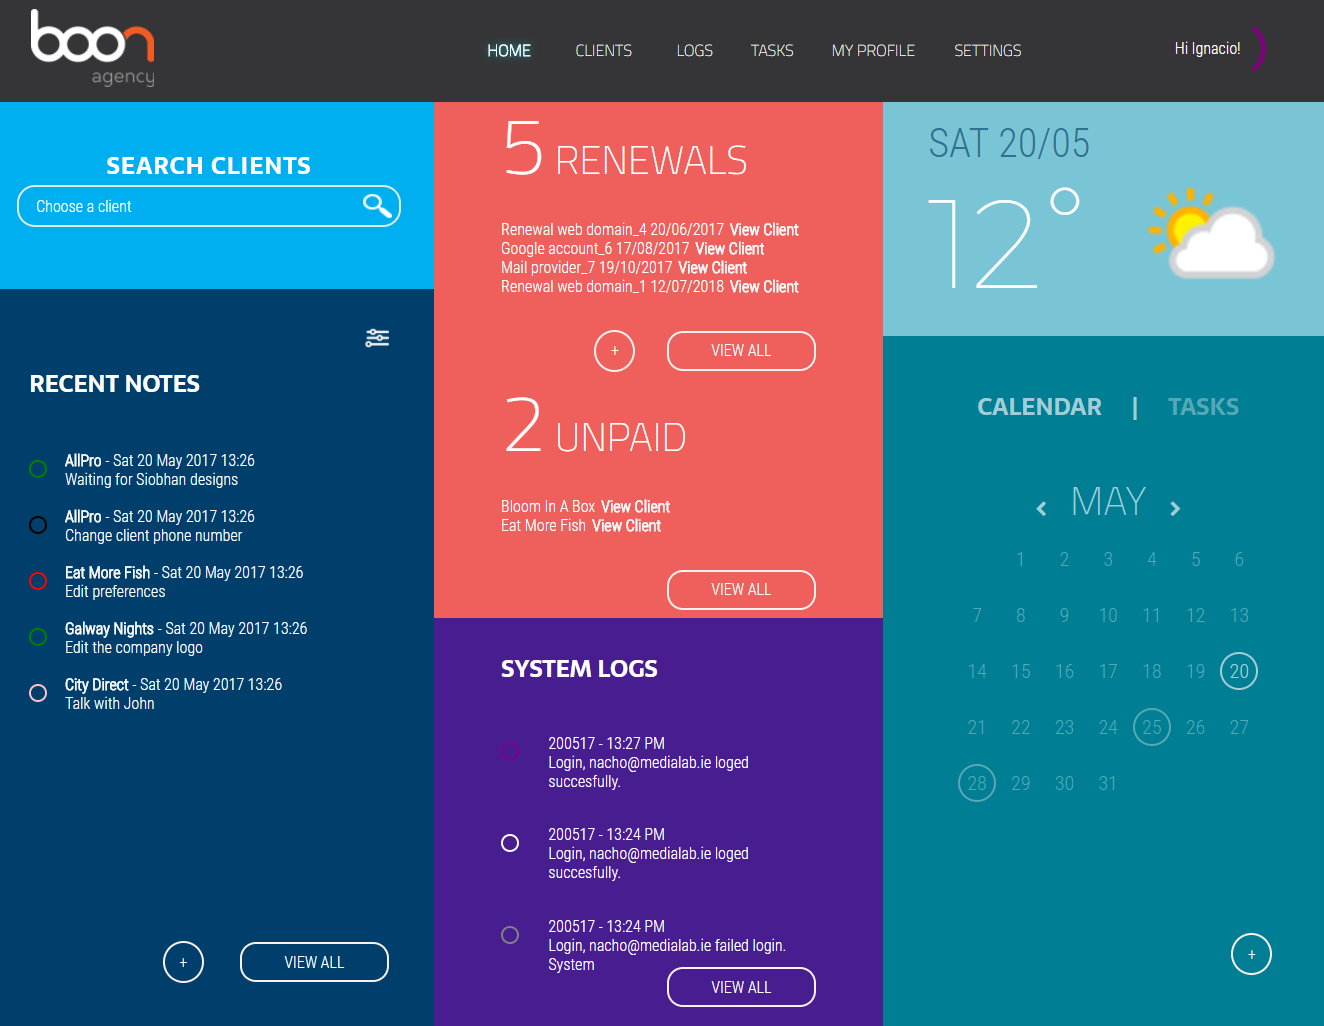 boon
agency
HOME
CLIENTS
LOGS
TASKS
MY PROFILE
SETTINGS
Hi Ignacio!
SEARCH CLIENTS
Choose a client
RECENT NOTES
AllPro - Sat 20 May 2017 13:26
Waiting for Siobhan designs
AllPro - Sat 20 May 2017 13:26
Change client phone number
Eat More Fish - Sat 20 May 2017 13:26
Edit preferences
Galway Nights - Sat 20 May 2017 13:26
Edit the company logo
City Direct - Sat 20 May 2017 13:26
Talk with John
+
VIEW ALL
5 RENEWALS
Renewal web domain_4 20/06/2017 View Client
Google account_6 17/08/2017 View Client
Mail provider_7 19/10/2017 View Client
Renewal web domain_1 12/07/2018 View Client
+
VIEW ALL
2 UNPAID
Bloom In A Box View Client
Eat More Fish View Client
VIEW ALL
SYSTEM LOGS
200517 - 13:27 PM
Login, nacho@medialab.ie loged
succesfully.
200517 - 13:24 PM
Login, nacho@medialab.ie loged
succesfully.
200517 - 13:24 PM
Login, nacho@medialab.ie failed login.
System
VIEW ALL
SAT 20/05
12°
CALENDAR | TASKS
< MAY >
1 2 3 4 5 6
7 8 9 10 11 12 13
14 15 16 17 18 19 20
21 22 23 24 25 26 27
28 29 30 31
+